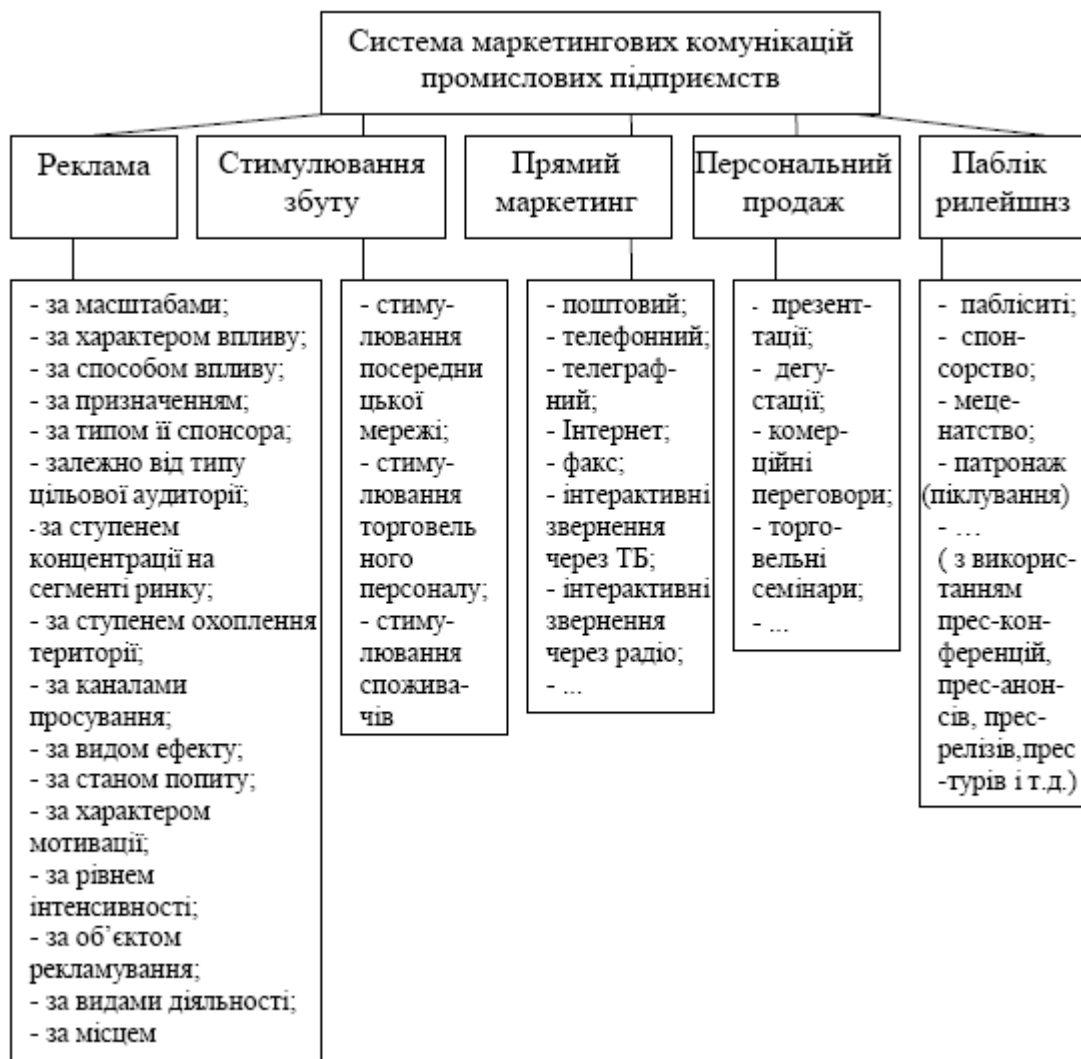 Система маркетингових комунікацій
промислових підприємств
Реклама
Стимулювання
збуту
Прямий
маркетинг
Персональний
продаж
Паблік
рилейшнз
- за масштабами;
- за характером впливу;
- за способом впливу;
- за призначенням;
- за типом її спонсора;
- залежно від типу
цільової аудиторії;
- за ступенем
концентрації на
сегменті ринку;
- за ступенем охоплення
території;
- за каналами
просування;
- за видом ефекту;
- за станом попиту;
- за характером
мотивації;
- за рівнем
інтенсивності;
- за об’єктом
рекламування;
- за видами діяльності;
- за місцем
- стиму-
лювання
посередни
цької
мережі;
- стиму-
лювання
торговель
ного
персоналу;
- стиму-
лювання
спожива-
чів
- поштовий;
- телефонний;
- телеграф-
ний;
- Інтернет;
- факс;
- інтерактивні
звернення
через ТБ;
- інтерактивні
звернення
через радіо;
- ...
- презент-
тації;
- дегу-
стації;
- комер-
ційні
переговори;
- торго-
вельні
семінари;
- ...
- пабліситі;
- спон-
сорство;
- меце-
натство;
- патронаж
(піклування)
- …
( з викорис-
танням
прес-кон-
ференцій,
прес-анон-
сів, прес-
релізів,прес
-турів і т.д.)